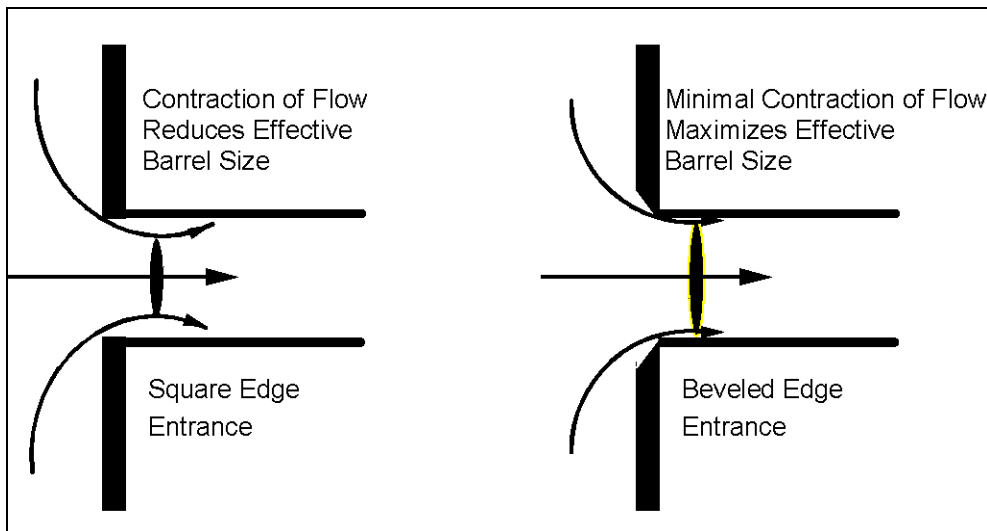 Contraction of Flow
Reduces Effective
Barrel Size
Square Edge
Entrance
Minimal Contraction of Flow
Maximizes Effective
Barrel Size
Beveled Edge
Entrance